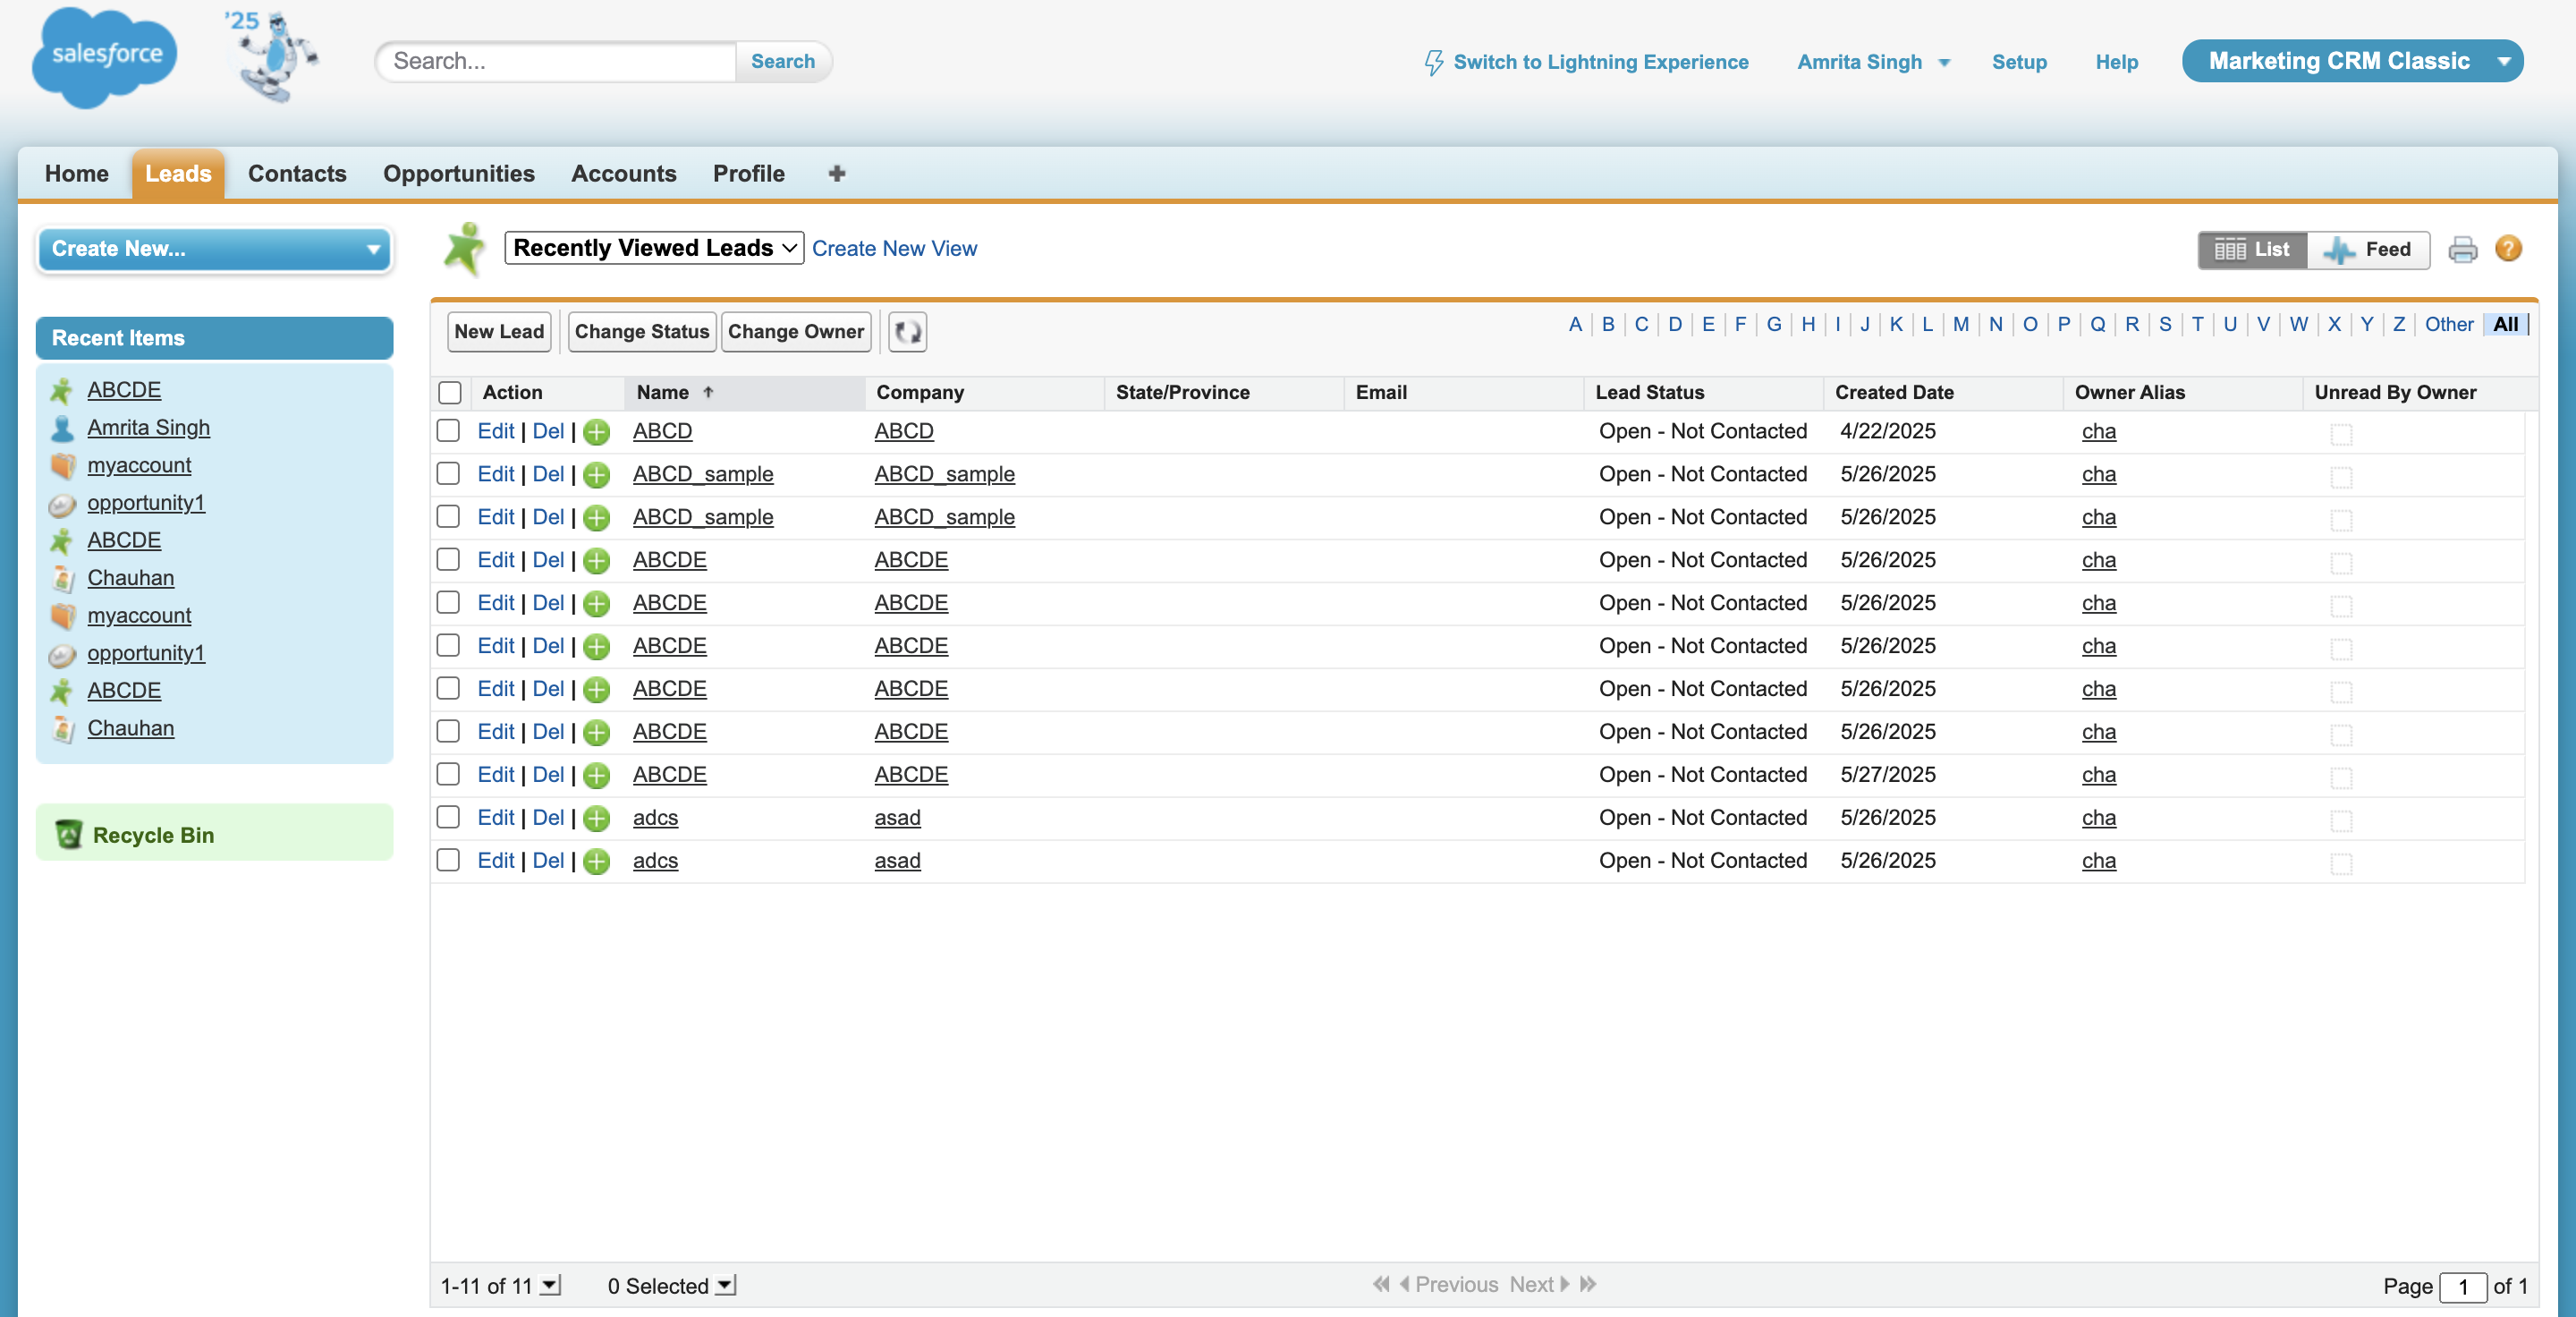 salesforce
'25
Search...
Search
Switch to Lightning Experience
Amrita Singh
Setup
Help
Marketing CRM Classic
Home Leads Contacts Opportunities Accounts Profile +
Create New...
Recently Viewed Leads
Create New View
List
Feed
?
Recent Items
ABCDE
Amrita Singh
myaccount
opportunity1
ABCDE
Chauhan
myaccount
opportunity1
ABCDE
Chauhan
Recycle Bin
New Lead Change Status Change Owner
A | B | C | D | E | F | G | H | I | J | K | L | M | N | O | P | Q | R | S | T | U | V | W | X | Y | Z | Other | All
Action Name Company State/Province Email Lead Status Created Date Owner Alias Unread By Owner
Edit | Del | ABCD ABCD Open - Not Contacted 4/22/2025 cha
Edit | Del | ABCD_sample ABCD_sample Open - Not Contacted 5/26/2025 cha
Edit | Del | ABCD_sample ABCD_sample Open - Not Contacted 5/26/2025 cha
Edit | Del | ABCDE ABCDE Open - Not Contacted 5/26/2025 cha
Edit | Del | ABCDE ABCDE Open - Not Contacted 5/26/2025 cha
Edit | Del | ABCDE ABCDE Open - Not Contacted 5/26/2025 cha
Edit | Del | ABCDE ABCDE Open - Not Contacted 5/26/2025 cha
Edit | Del | ABCDE ABCDE Open - Not Contacted 5/26/2025 cha
Edit | Del | ABCDE ABCDE Open - Not Contacted 5/27/2025 cha
Edit | Del | adcs asad Open - Not Contacted 5/26/2025 cha
Edit | Del | adcs asad Open - Not Contacted 5/26/2025 cha
1-11 of 11 0 Selected Previous Next Page 1 of 1